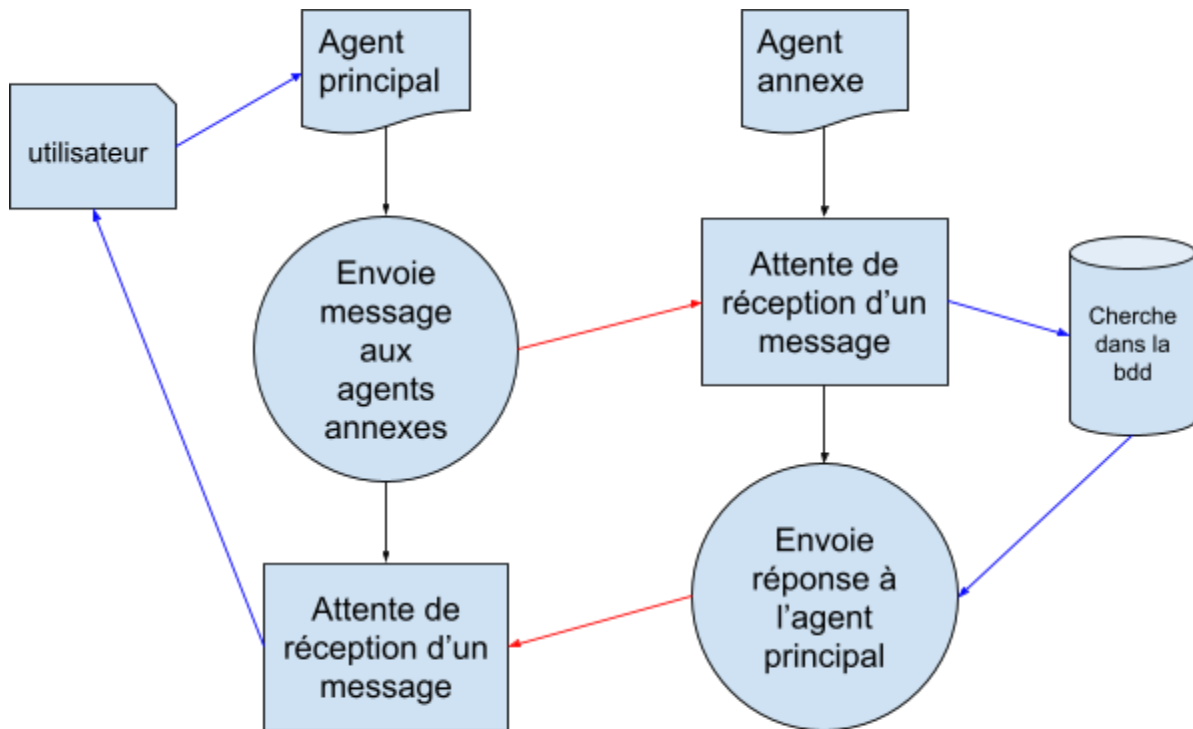 Agent
principal
Agent
annexe
utilisateur
Envoie
message
aux
agents
annexes
Attente de
réception d’un
message
Cherche
dans la
bdd
Attente de
réception d’un
message
Envoie
réponse à
l’agent
principal